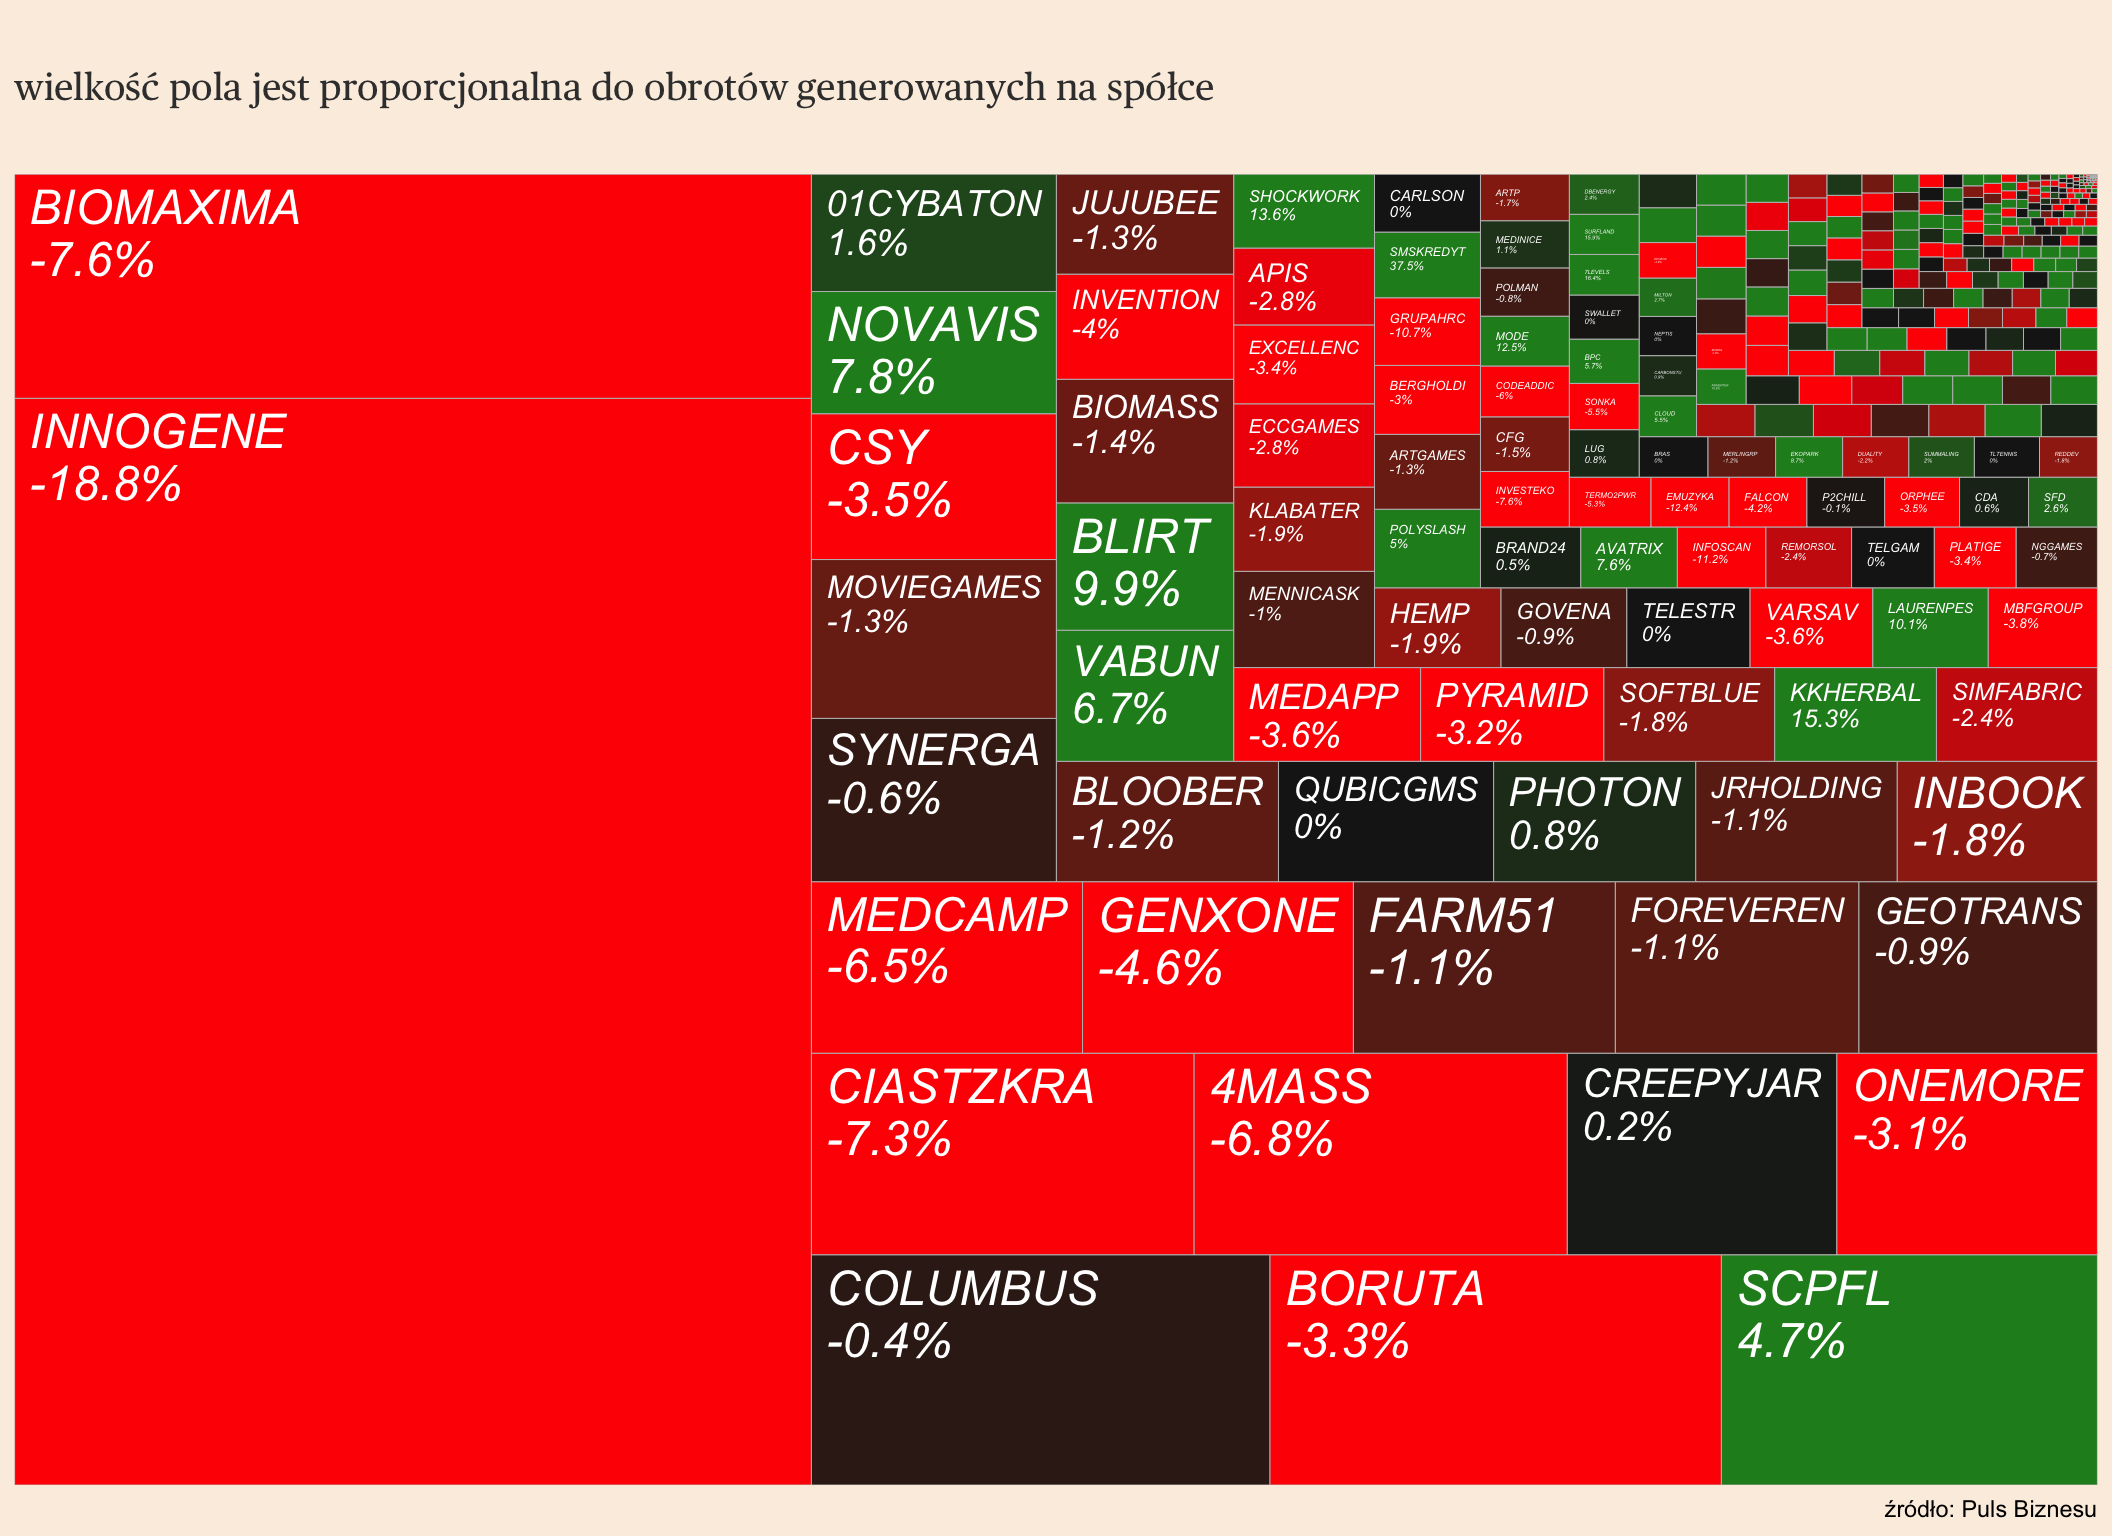 wielkość pola jest proporcjonalna do obrotów generowanych na spółce
BIOMAXIMA
-7.6%
INNOGENE
-18.8%
01CYBATON
1.6%
NOVAVIS
7.8%
CSY
-3.5%
MOVIEGAMES
-1.3%
SYNERGA
-0.6%
JUJUBEE
-1.3%
INVENTION
-4%
BIOMASS
-1.4%
BLIRT
9.9%
VABUN
6.7%
SHOCKWORK
13.6%
APIS
-2.8%
EXCELLENC
-3.4%
ECCGAMES
-2.8%
KLABATER
-1.9%
MENNICASK
-1%
CARLSON
0%
SMSKREDYT
37.5%
GRUPAHRC
-10.7%
BERGHOLDI
-3%
ARTGAMES
-1.3%
POLYSLASH
5%
ARTP
-1.7%
MEDINICE
1.1%
POLMAN
-0.8%
MODE
12.5%
CODEADDIC
-6%
CFG
-1.5%
INVESTEKO
-7.6%
DBENERGY
2.4%
SURFLAND
15.9%
7LEVELS
16.4%
SWALLET
0%
BPC
5.7%
SONKA
-5.5%
LUG
0.8%
MILTON
2.7%
NEPTIS
0%
CARBONSTU
0.9%
CLOUD
5.5%
BRAS
0%
MERLINGRP
-1.2%
EKOPARK
8.7%
DUALITY
-2.2%
SUMMALING
2%
TLTENNIS
0%
REDDEV
-1.8%
TERMO2PWR
-5.3%
EMUZYKA
-12.4%
FALCON
-4.2%
P2CHILL
-0.1%
ORPHEE
-3.5%
CDA
0.6%
SFD
2.6%
BRAND24
0.5%
AVATRIX
7.6%
INFOSCAN
-11.2%
REMORSOL
-2.4%
TELGAM
0%
PLATIGE
-3.4%
NGGAMES
-0.7%
HEMP
-1.9%
GOVENA
-0.9%
TELESTR
0%
VARSAV
-3.6%
LAURENPES
10.1%
MBFGROUP
-3.8%
MEDAPP
-3.6%
PYRAMID
-3.2%
SOFTBLUE
-1.8%
KKHERBAL
15.3%
SIMFABRIC
-2.4%
BLOOBER
-1.2%
QUBICGMS
0%
PHOTON
0.8%
JRHOLDING
-1.1%
INBOOK
-1.8%
MEDCAMP
-6.5%
GENXONE
-4.6%
FARM51
-1.1%
FOREVEREN
-1.1%
GEOTRANS
-0.9%
CIASTZKRA
-7.3%
4MASS
-6.8%
CREEPYJAR
0.2%
ONEMORE
-3.1%
COLUMBUS
-0.4%
BORUTA
-3.3%
SCPFL
4.7%
źródło: Puls Biznesu